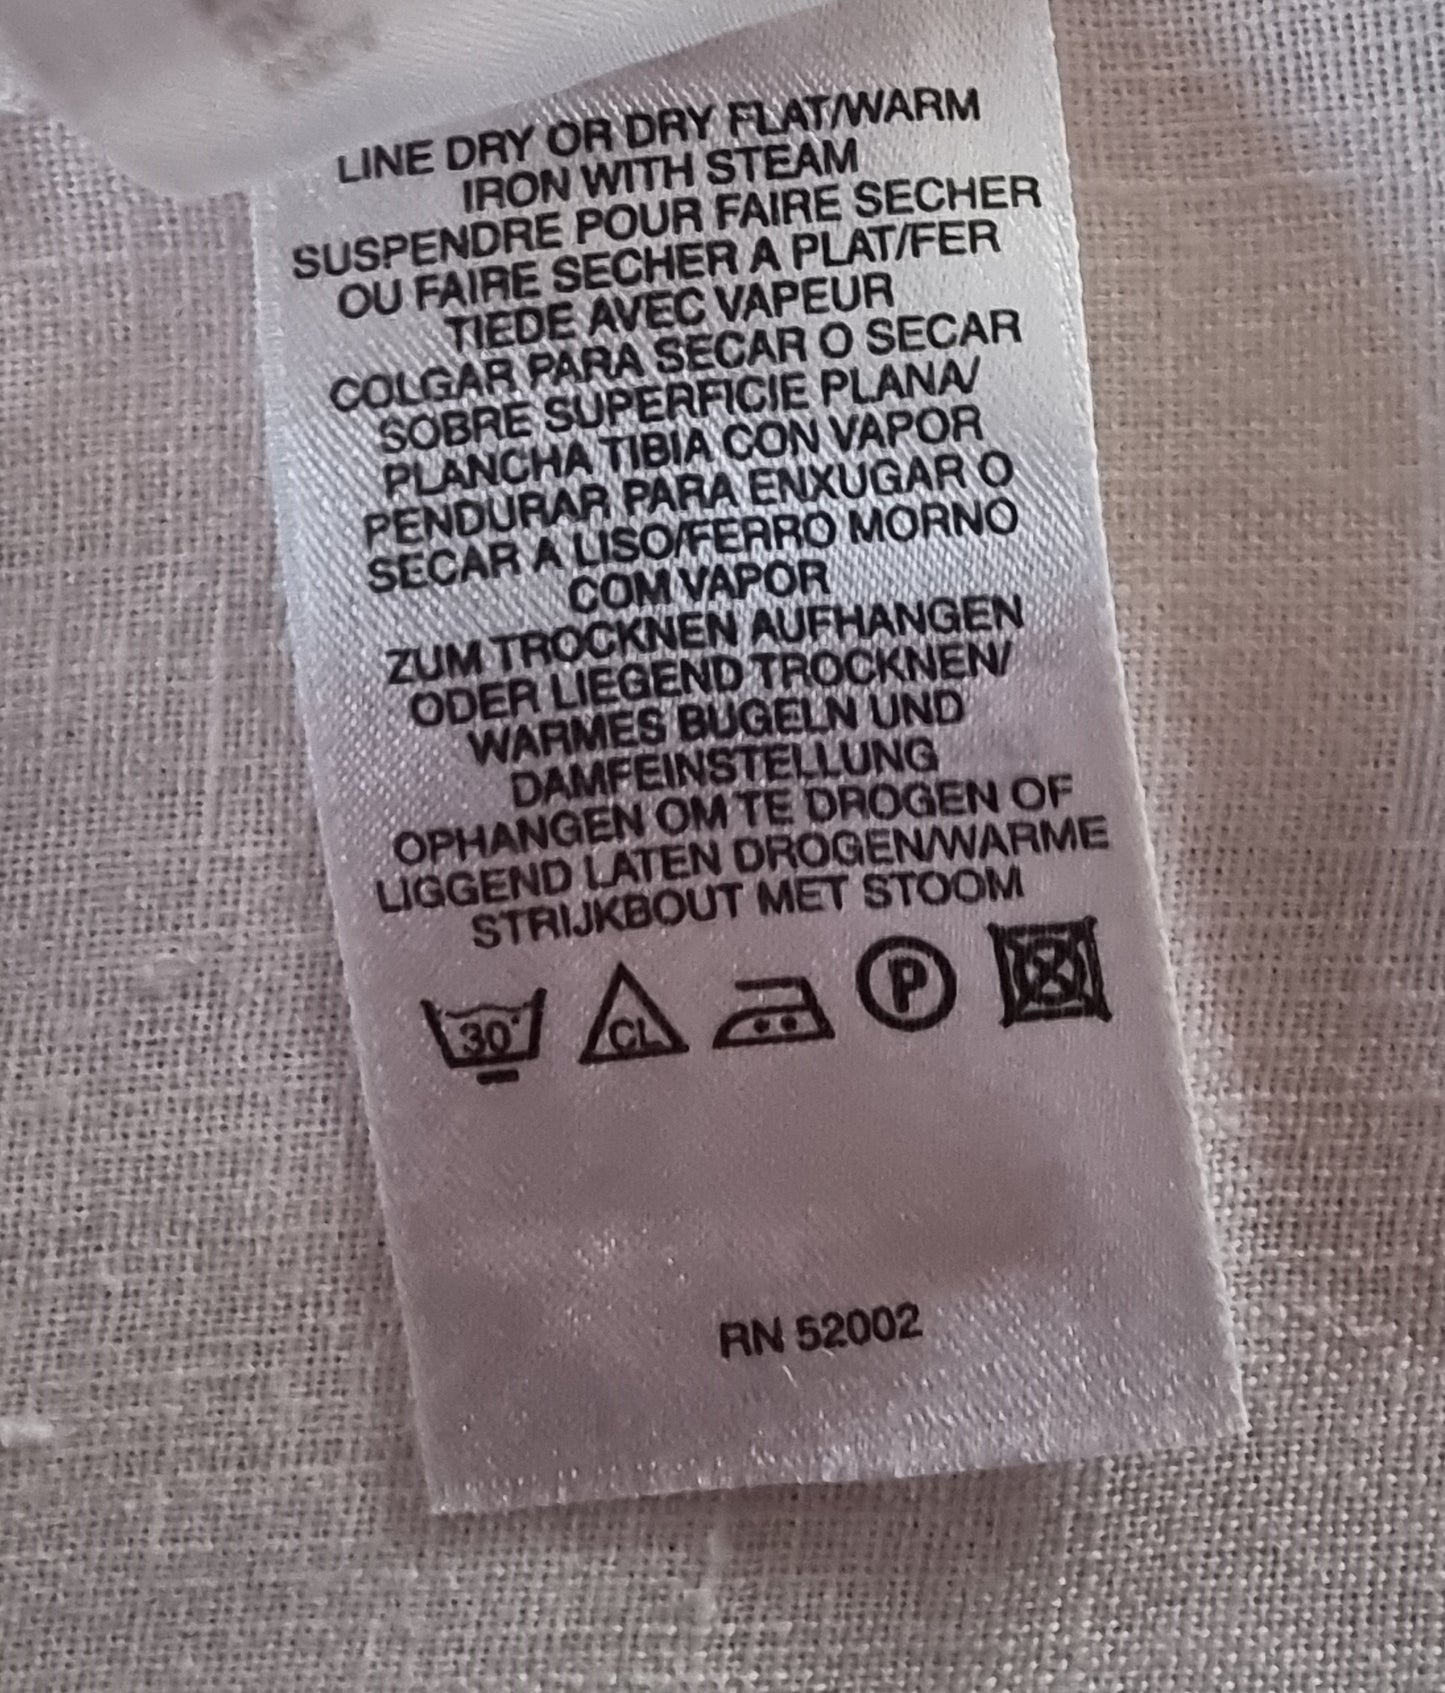 LINE DRY OR DRY FLAT/WARM
IRON WITH STEAM
SUSPENDRE POUR FAIRE SECHER
OU FAIRE SECHER A PLAT/FER
TIEDE AVEC VAPEUR
COLGAR PARA SECAR O SECAR
SOBRE SUPERFICIE PLANA/
PLANCHA TIBIA CON VAPOR
PENDURAR PARA ENXUGAR O
SECAR A LISO/FERRO MORNO
COM VAPOR
ZUM TROCKNEN AUFHANGEN
ODER LIEGEND TROCKNEN/
WARMES BUGELN UND
DAMFEINSTELLUNG
OPHANGEN OM TE DROGEN OF
LIGGEND LATEN DROGEN/WARME
STRIJKBOUT MET STOOM
30° CL P
RN 52002